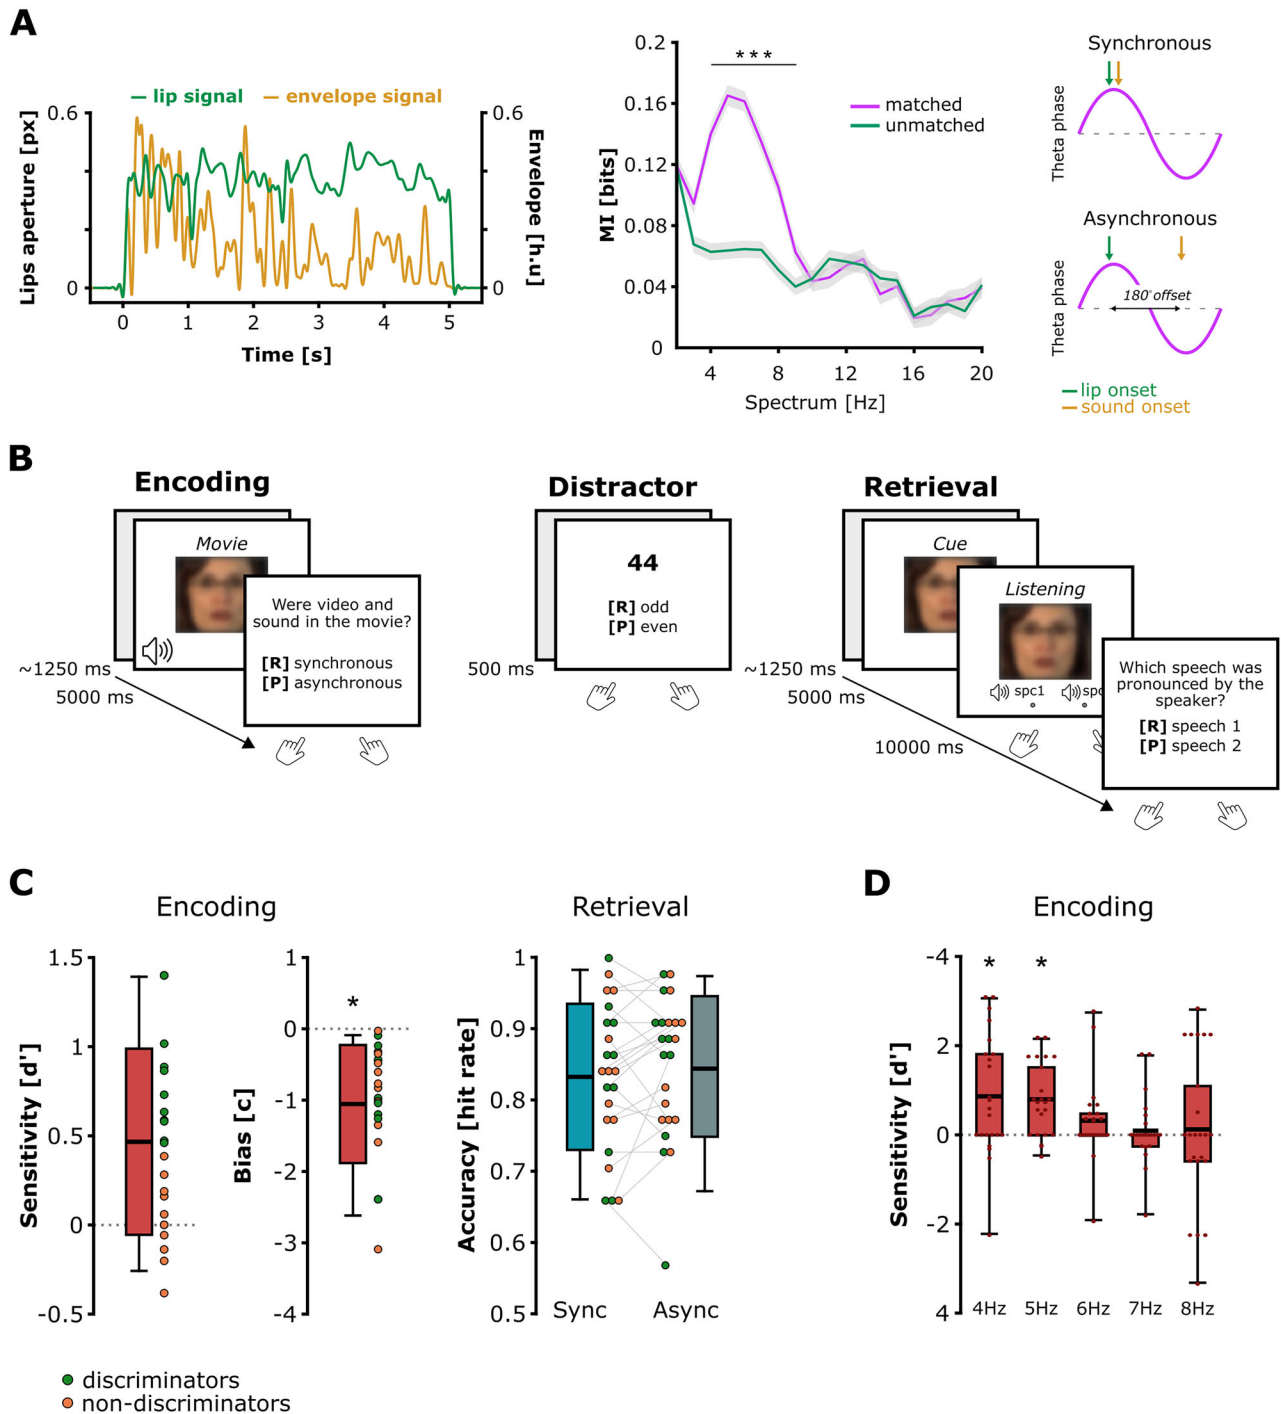 A
lip signal
envelope signal
0.6
0
Lips aperture [px]
0.6
0
Envelope [h.u]
0
1
2
3
4
5
Time [s]
0.2
0.16
0.12
0.08
0.04
0
MI [bits]
***
matched
unmatched
4
8
12
16
20
Spectrum [Hz]
Synchronous
Theta phase
Asynchronous
Theta phase
180°offset
lip onset
sound onset
B
Encoding
Movie
Were video and
sound in the movie?
[R] synchronous
[P] asynchronous
~1250 ms
5000 ms
Distractor
44
[R] odd
[P] even
500 ms
Retrieval
Cue
Listening
spc1
spc
Which speech was
pronounced by the
speaker?
[R] speech 1
[P] speech 2
~1250 ms
5000 ms
10000 ms
C
Encoding
1.5
1
0.5
0
-0.5
Sensitivity [d']
1
0
-1
-2
-3
-4
Bias [c]
*
Retrieval
1
0.9
0.8
0.7
0.6
0.5
Accuracy [hit rate]
Sync
Async
discriminators
non-discriminators
D
Encoding
-4
2
0
-2
4
Sensitivity [d']
*
*
4Hz
5Hz
6Hz
7Hz
8Hz